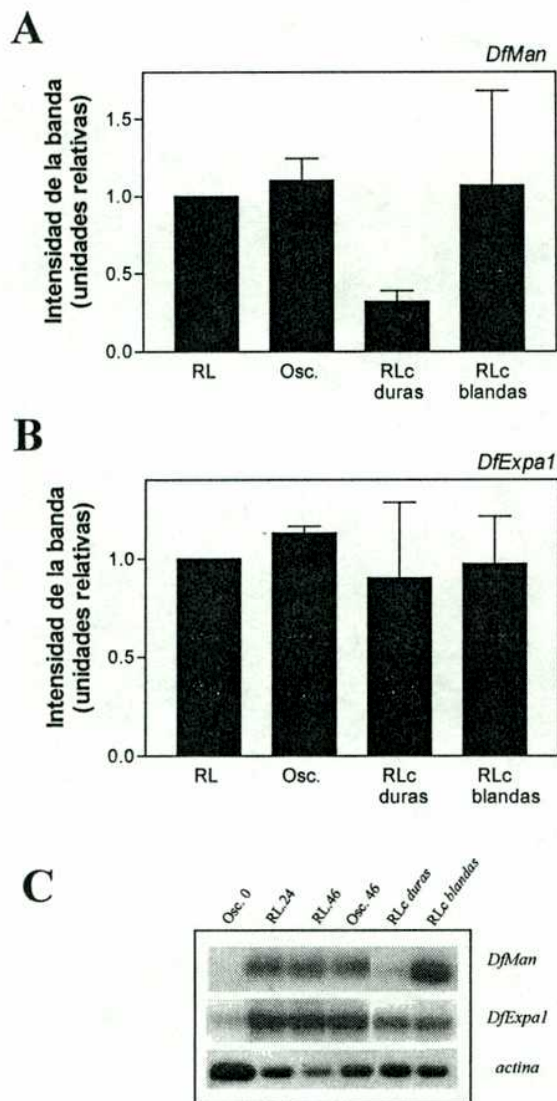 A
DfMan
Intensidad de la banda
(unidades relativas)
1.5
1.0
0.5
0.0
RL
Osc.
RLc
duras
RLc
blandas
B
DfExpa1
Intensidad de la banda
(unidades relativas)
1.0
0.5
0.0
RL
Osc.
RLc
duras
RLc
blandas
C
Osc. 0
RL.24
RL.46
Osc. 46
RLc duras
RLc blandas
DfMan
DfExpa1
actina